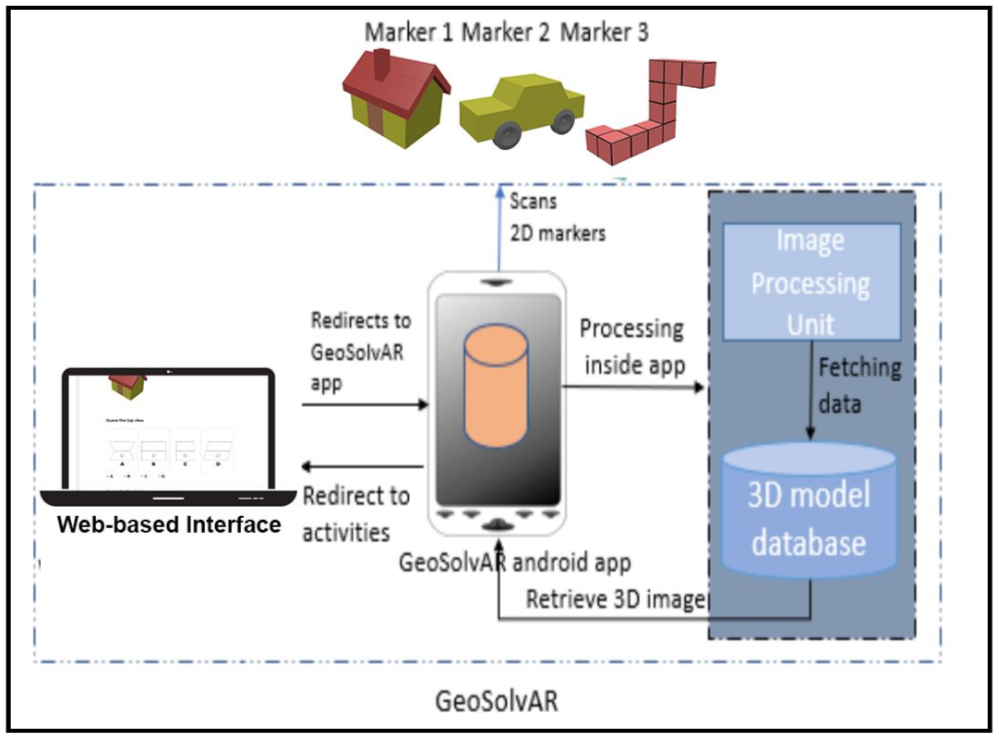 Marker 1 Marker 2 Marker 3
Scans
2D markers
Image
Processing
Unit
Redirects to
GeoSolvAR
app
Processing
inside app
Fetching
data
A B C D
Redirect to
activities
3D model
database
Web-based Interface
GeoSolvAR android app
Retrieve 3D image
GeoSolvAR